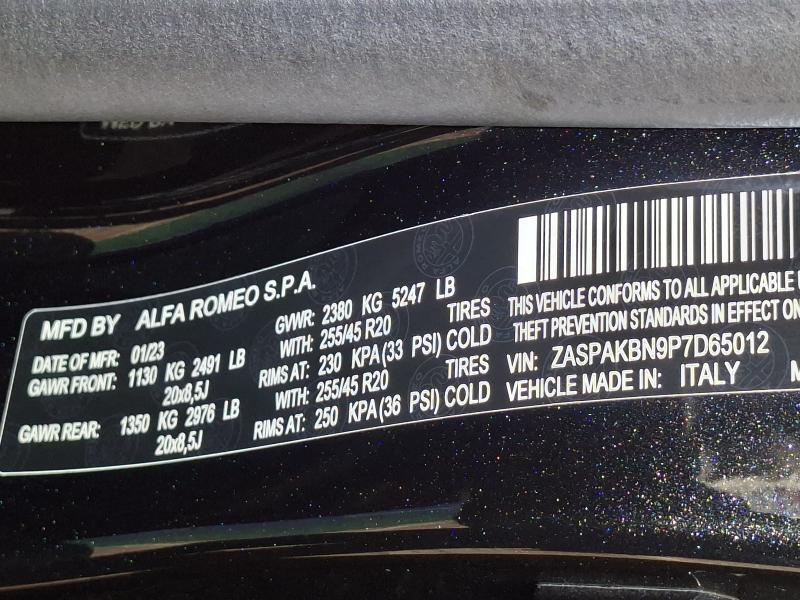 MFD BY ALFA ROMEO S.P.A.
DATE OF MFR: 01/23 GVWR: 2380 KG 5247 LB
GAWR FRONT: 1130 KG 2491 LB WITH: 255/45 R20 TIRES
20x8,5J RIMS AT: 230 KPA (33 PSI) COLD
GAWR REAR: 1350 KG 2976 LB WITH: 255/45 R20 TIRES
20x8,5J RIMS AT: 250 KPA (36 PSI) COLD
THIS VEHICLE CONFORMS TO ALL APPLICABLE
THEFT PREVENTION STANDARDS IN EFFECT ON
VIN: ZASPAKBN9P7D65012
VEHICLE MADE IN: ITALY